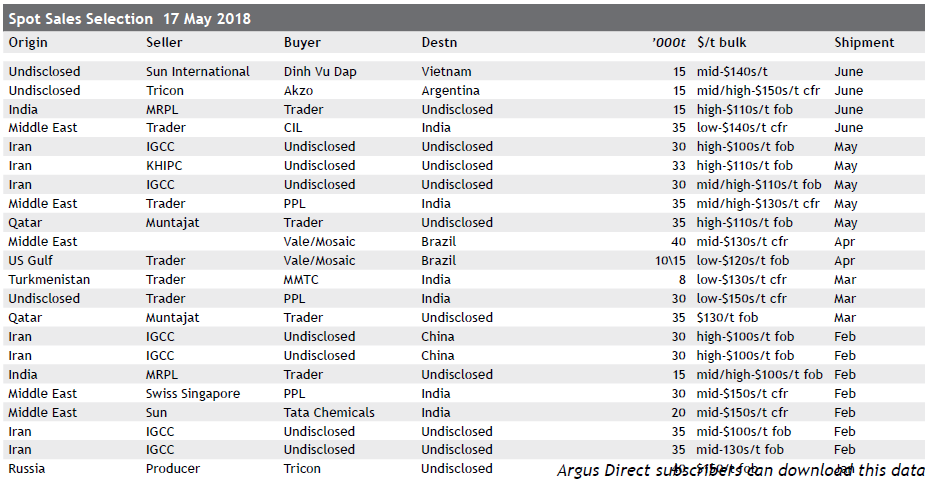 Spot Sales Selection 17 May 2018
Origin Seller Buyer Destn ’000t $/t bulk Shipment
Undisclosed Sun International Dinh Vu Dap Vietnam 15 mid-$140s/t June
Undisclosed Tricon Akzo Argentina 15 mid/high-$150s/t cfr June
India MRPL Trader Undisclosed 15 high-$110s/t fob June
Middle East Trader CIL India 35 low-$140s/t cfr June
Iran IGCC Undisclosed Undisclosed 30 high-$100s/t fob May
Iran KHIPC Undisclosed Undisclosed 33 high-$110s/t fob May
Iran IGCC Undisclosed Undisclosed 30 mid/high-$110s/t fob May
Middle East Trader PPL India 35 mid/high-$130s/t cfr May
Qatar Muntajat Trader Undisclosed 35 high-$110s/t fob May
Middle East Vale/Mosaic Brazil 40 mid-$130s/t cfr Apr
US Gulf Trader Vale/Mosaic Brazil 10\15 low-$120s/t fob Apr
Turkmenistan Trader MMTC India 8 low-$130s/t cfr Mar
Undisclosed Trader PPL India 30 low-$150s/t cfr Mar
Qatar Muntajat Trader Undisclosed 35 $130/t fob Mar
Iran IGCC Undisclosed China 30 high-$100s/t fob Feb
Iran IGCC Undisclosed China 30 high-$100s/t fob Feb
India MRPL Trader Undisclosed 15 mid/high-$100s/t fob Feb
Middle East Swiss Singapore PPL India 30 mid-$150s/t cfr Feb
Middle East Sun Tata Chemicals India 20 mid-$150s/t cfr Feb
Iran IGCC Undisclosed Undisclosed 35 mid-$100s/t fob Feb
Iran IGCC Undisclosed Undisclosed 35 mid-130s/t fob Feb
Russia Producer Tricon Undisclosed
Argus Direct subscribers can download this data